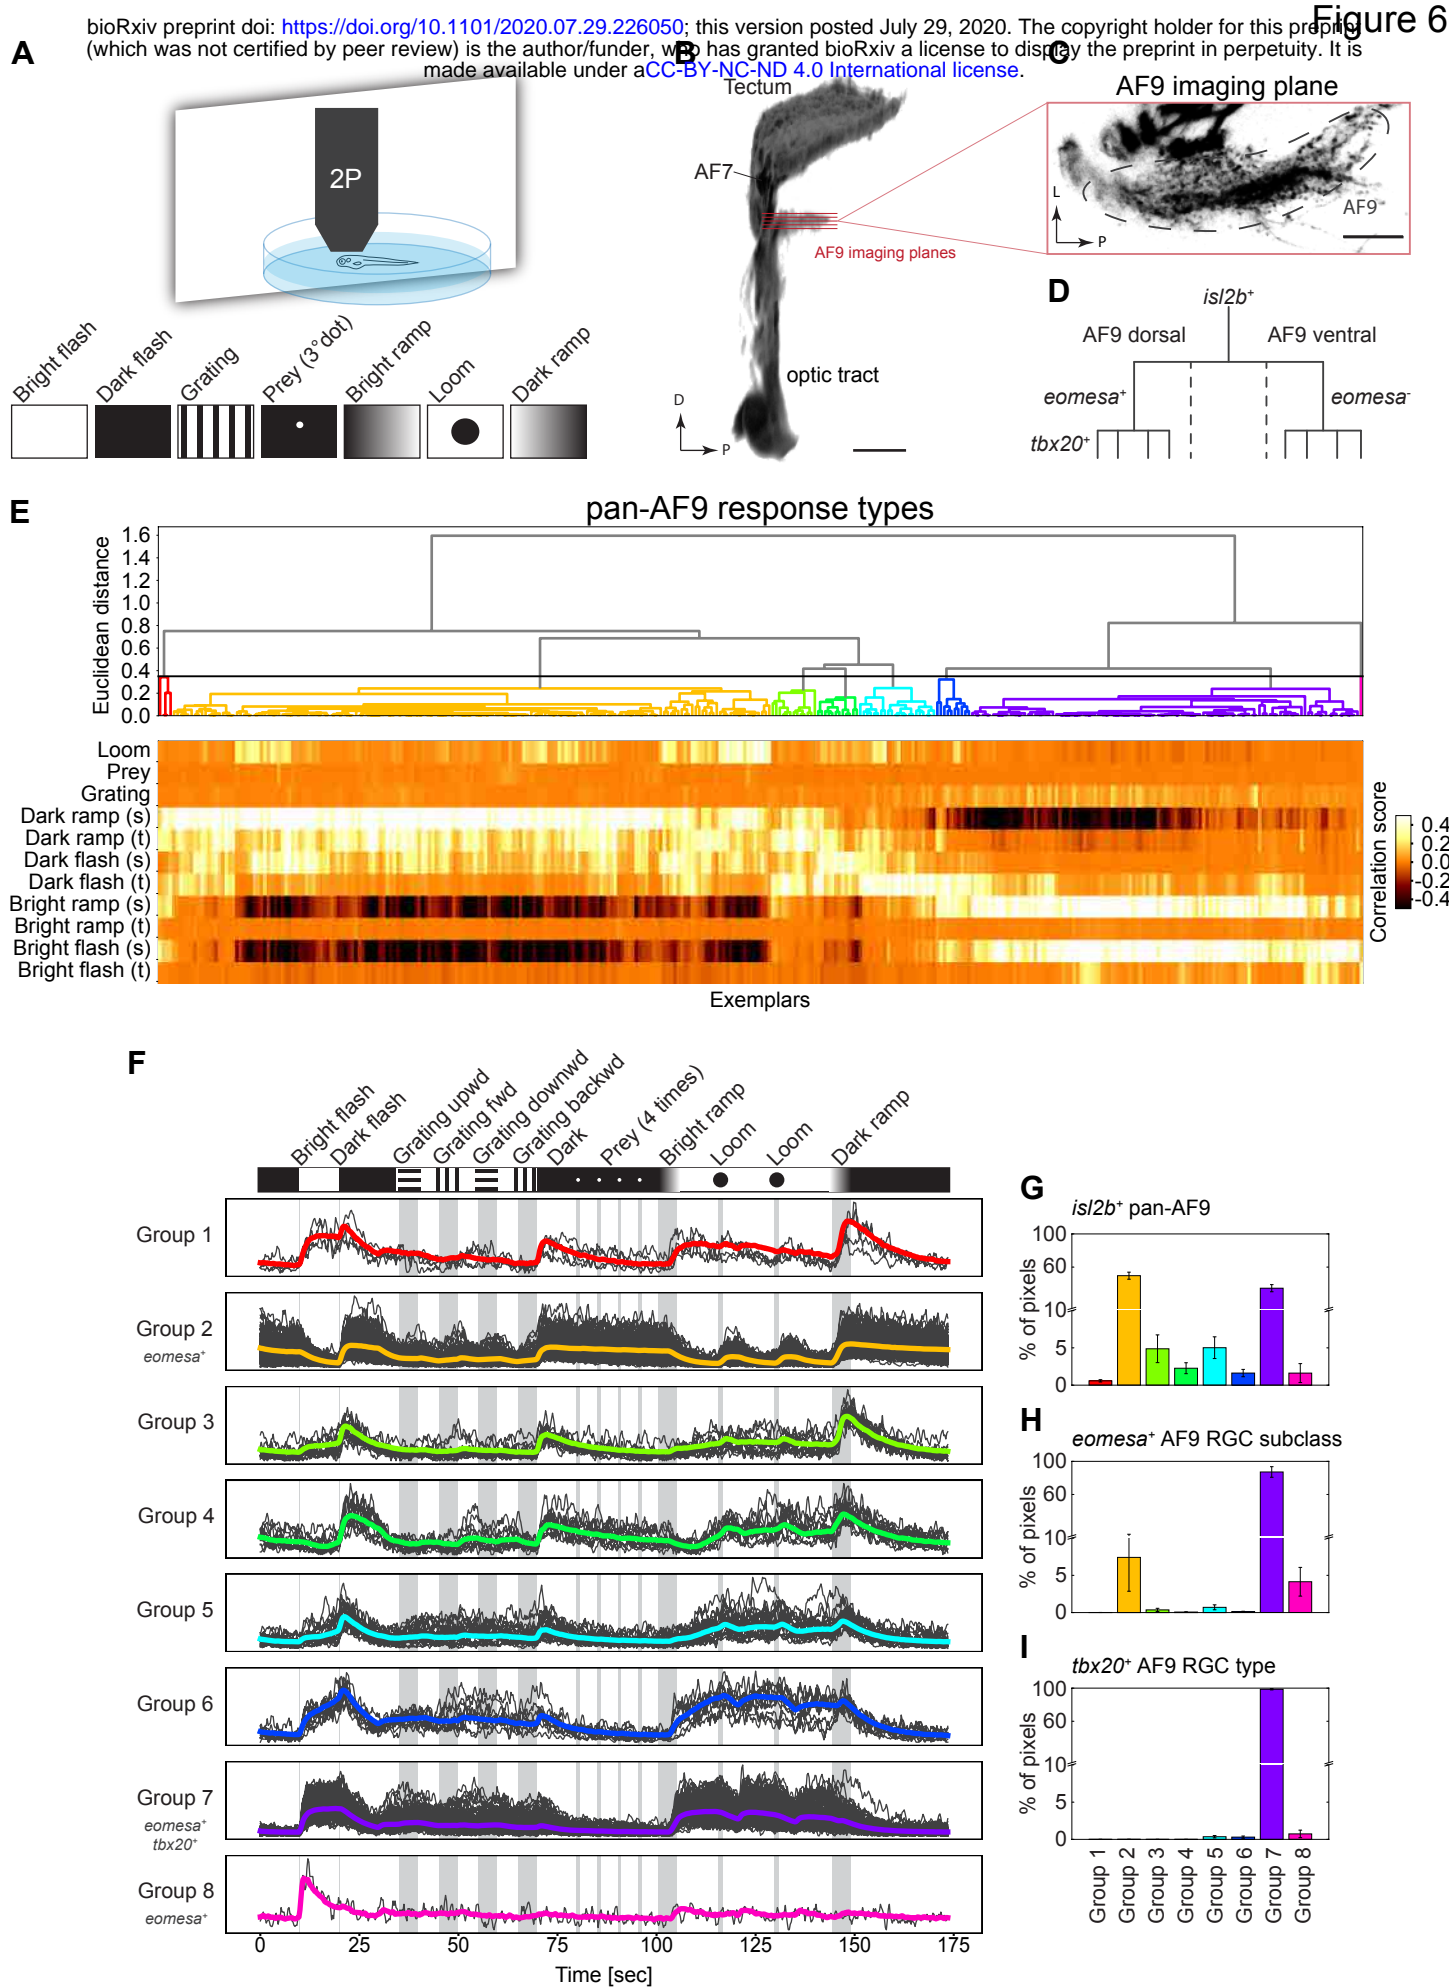 Figure 6
bioRxiv preprint doi: https://doi.org/10.1101/2020.07.29.226050; this version posted July 29, 2020. The copyright holder for this preprint
(which was not certified by peer review) is the author/funder, who has granted bioRxiv a license to display the preprint in perpetuity. It is
made available under aCC-BY-NC-ND 4.0 International license.
A
2P
Bright flash
Dark flash
Grating
Prey (3°dot)
Bright ramp
Loom
Dark ramp
B
Tectum
AF7
AF9 imaging planes
optic tract
D
P
C
AF9 imaging plane
L
P
AF9
D
isl2b+
AF9 dorsal
AF9 ventral
eomesa+
eomesa-
tbx20+
E
pan-AF9 response types
Euclidean distance
1.6
1.4
1.2
1.0
0.8
0.6
0.4
0.2
0.0
Loom
Prey
Grating
Dark ramp (s)
Dark ramp (t)
Dark flash (s)
Dark flash (t)
Bright ramp (s)
Bright ramp (t)
Bright flash (s)
Bright flash (t)
Exemplars
Correlation score
0.4
0.2
0.0
-0.2
-0.4
F
Bright flash
Dark flash
Grating upwd
Grating fwd
Grating downwd
Grating backwd
Dark
Prey (4 times)
Bright ramp
Loom
Loom
Dark ramp
Group 1
Group 2
eomesa+
Group 3
Group 4
Group 5
Group 6
Group 7
eomesa+
tbx20+
Group 8
eomesa+
0 25 50 75 100 125 150 175
Time [sec]
G
isl2b+ pan-AF9
% of pixels
100
60
10
5
0
H
eomesa+ AF9 RGC subclass
% of pixels
100
60
10
5
0
I
tbx20+ AF9 RGC type
% of pixels
100
60
10
5
0
Group 1
Group 2
Group 3
Group 4
Group 5
Group 6
Group 7
Group 8